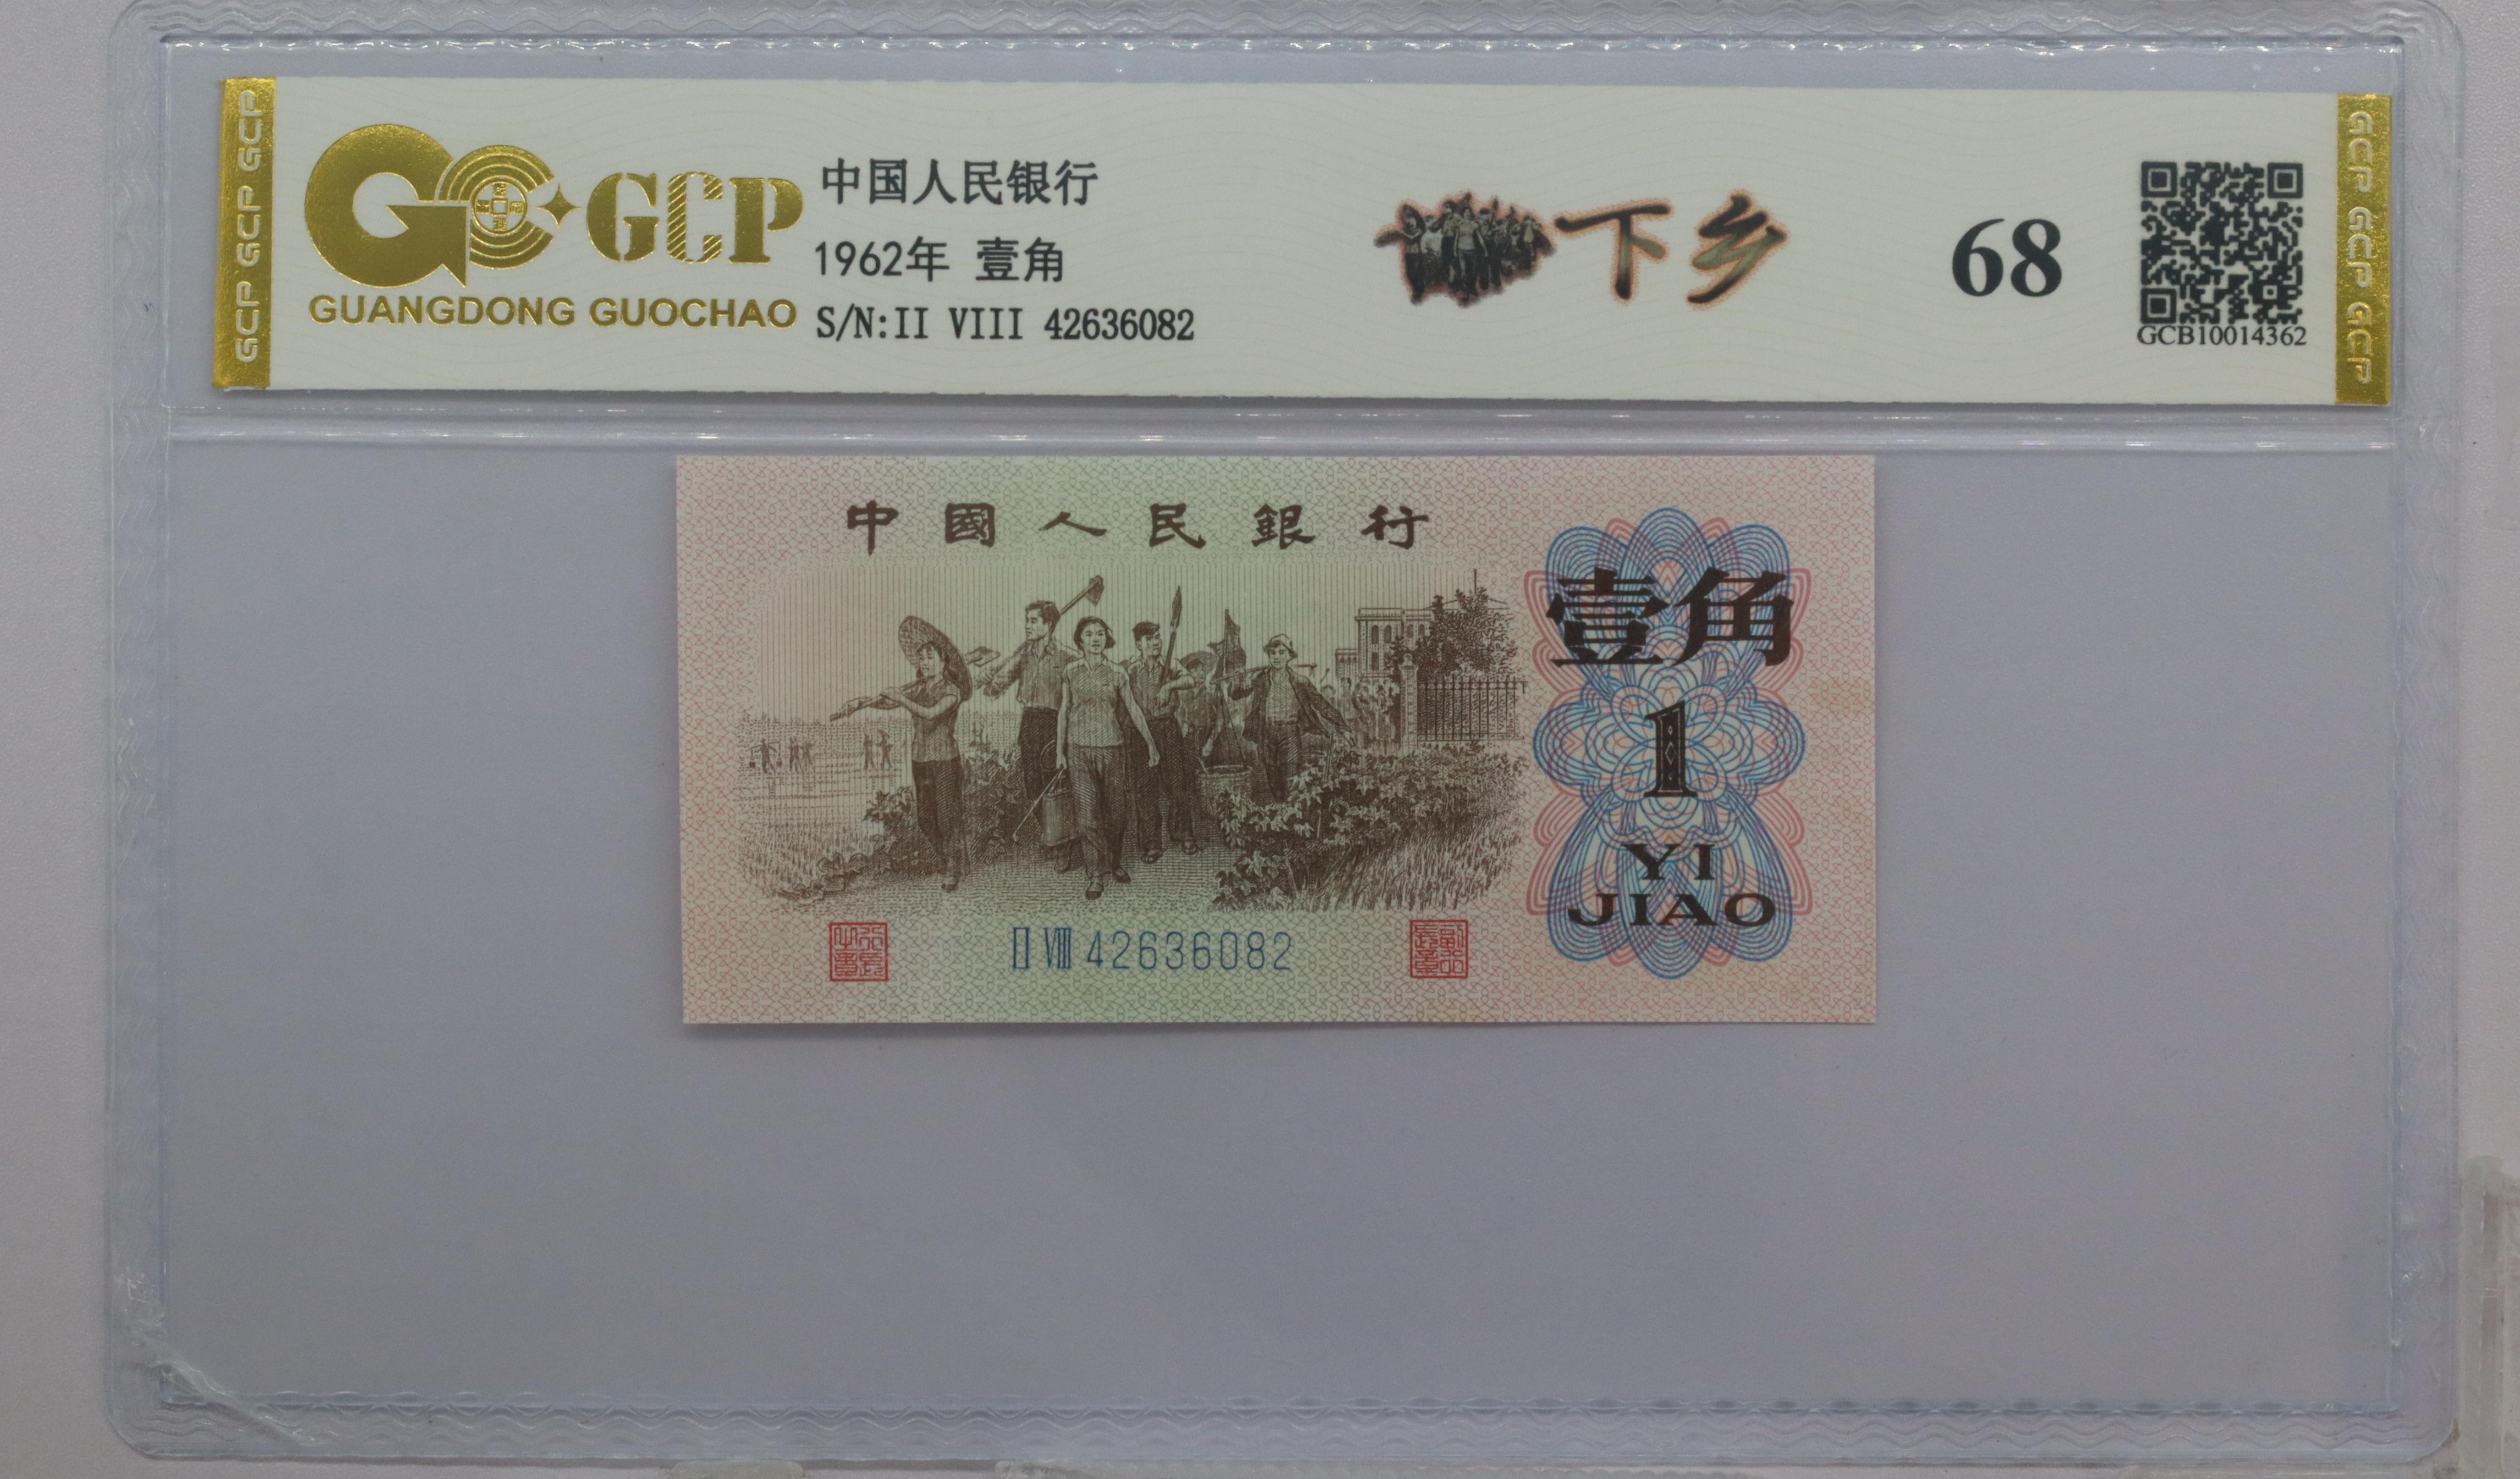 GCP GCP GCP
GCP
GUANGDONG GUOCHAO
中国人民银行
1962年 壹角
S/N:II VIII 42636082
下乡
68
GCB10014362
GCP GCP GCP
中國人民銀行
壹角
1
YI
JIAO
II VIII 42636082